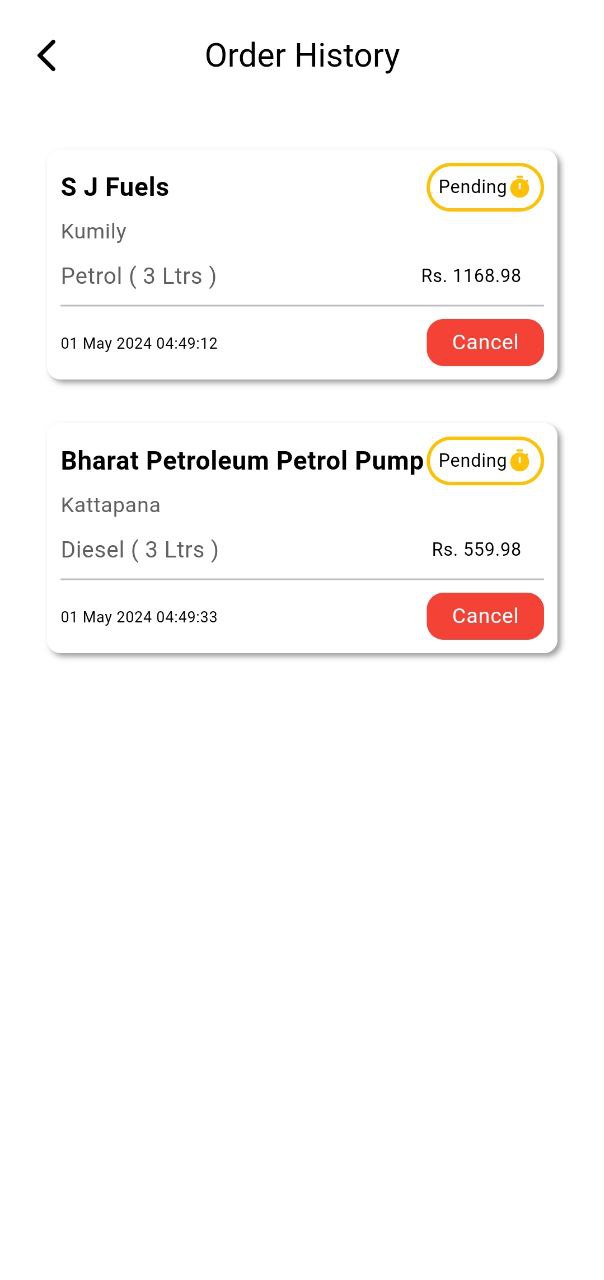 Order History
S J Fuels
Pending
Kumily
Petrol ( 3 Ltrs )
Rs. 1168.98
01 May 2024 04:49:12
Cancel
Bharat Petroleum Petrol Pump
Pending
Kattapana
Diesel ( 3 Ltrs )
Rs. 559.98
01 May 2024 04:49:33
Cancel